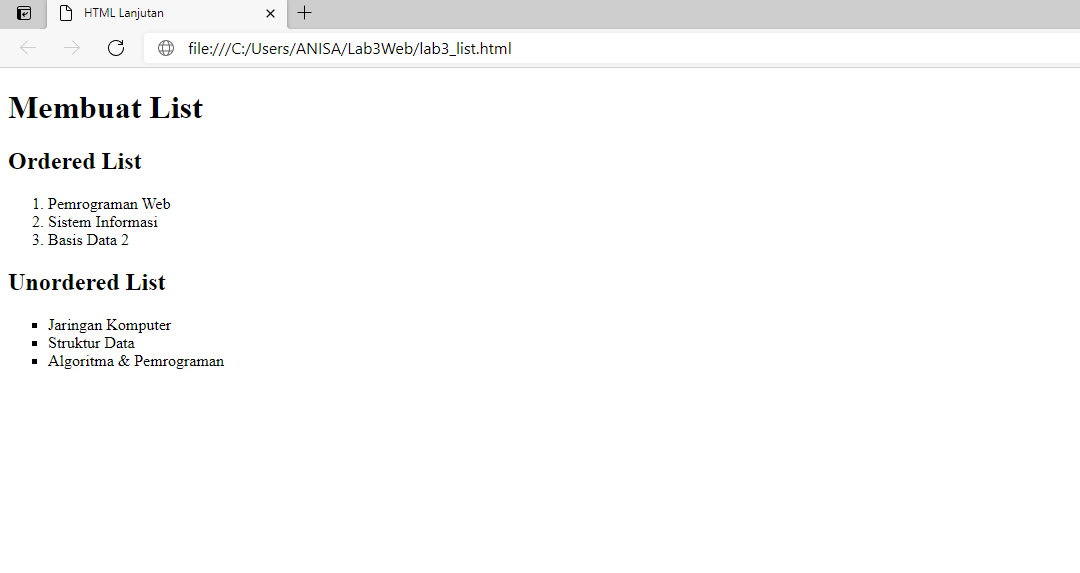 HTML Lanjutan
file:///C:/Users/ANISA/Lab3Web/lab3_list.html
Membuat List
Ordered List
1. Pemrograman Web
2. Sistem Informasi
3. Basis Data 2
Unordered List
▪ Jaringan Komputer
▪ Struktur Data
▪ Algoritma & Pemrograman